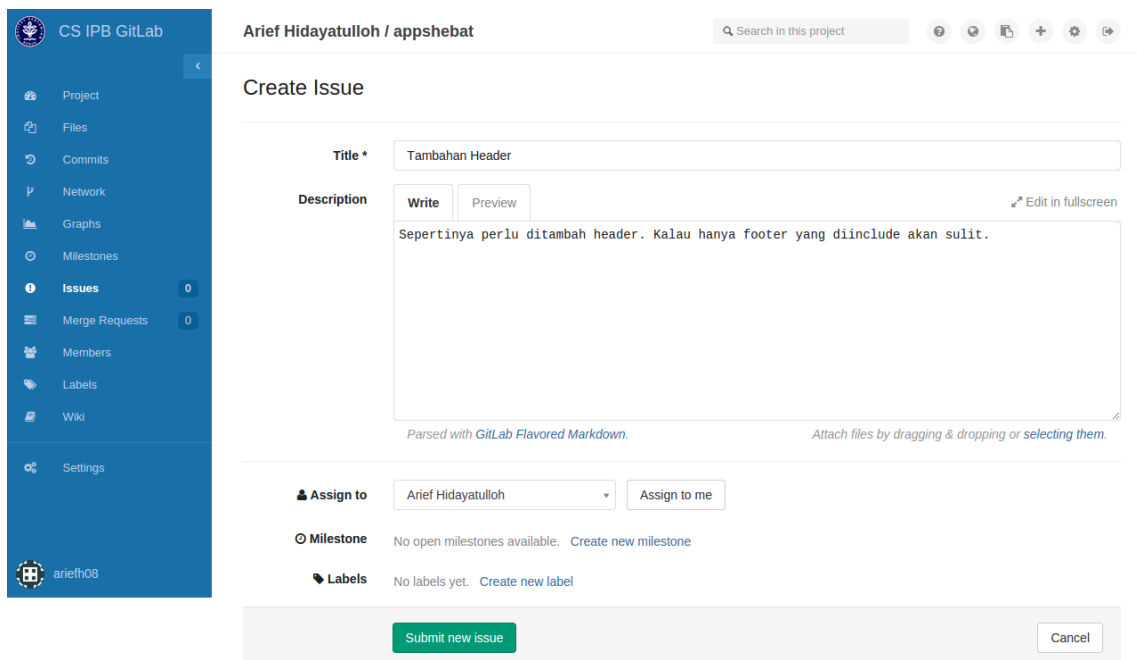 CS IPB GitLab
Arief Hidayatulloh / appshebat
Search in this project
Project
Files
Commits
Network
Graphs
Milestones
Issues 0
Merge Requests 0
Members
Labels
Wiki
Settings
ariefh08
Create Issue
Title *
Tambahan Header
Description
Write
Preview
Edit in fullscreen
Sepertinya perlu ditambah header. Kalau hanya footer yang diinclude akan sulit.
Parsed with GitLab Flavored Markdown.
Attach files by dragging & dropping or selecting them.
Assign to
Arief Hidayatulloh
Assign to me
Milestone
No open milestones available. Create new milestone
Labels
No labels yet. Create new label
Submit new issue
Cancel